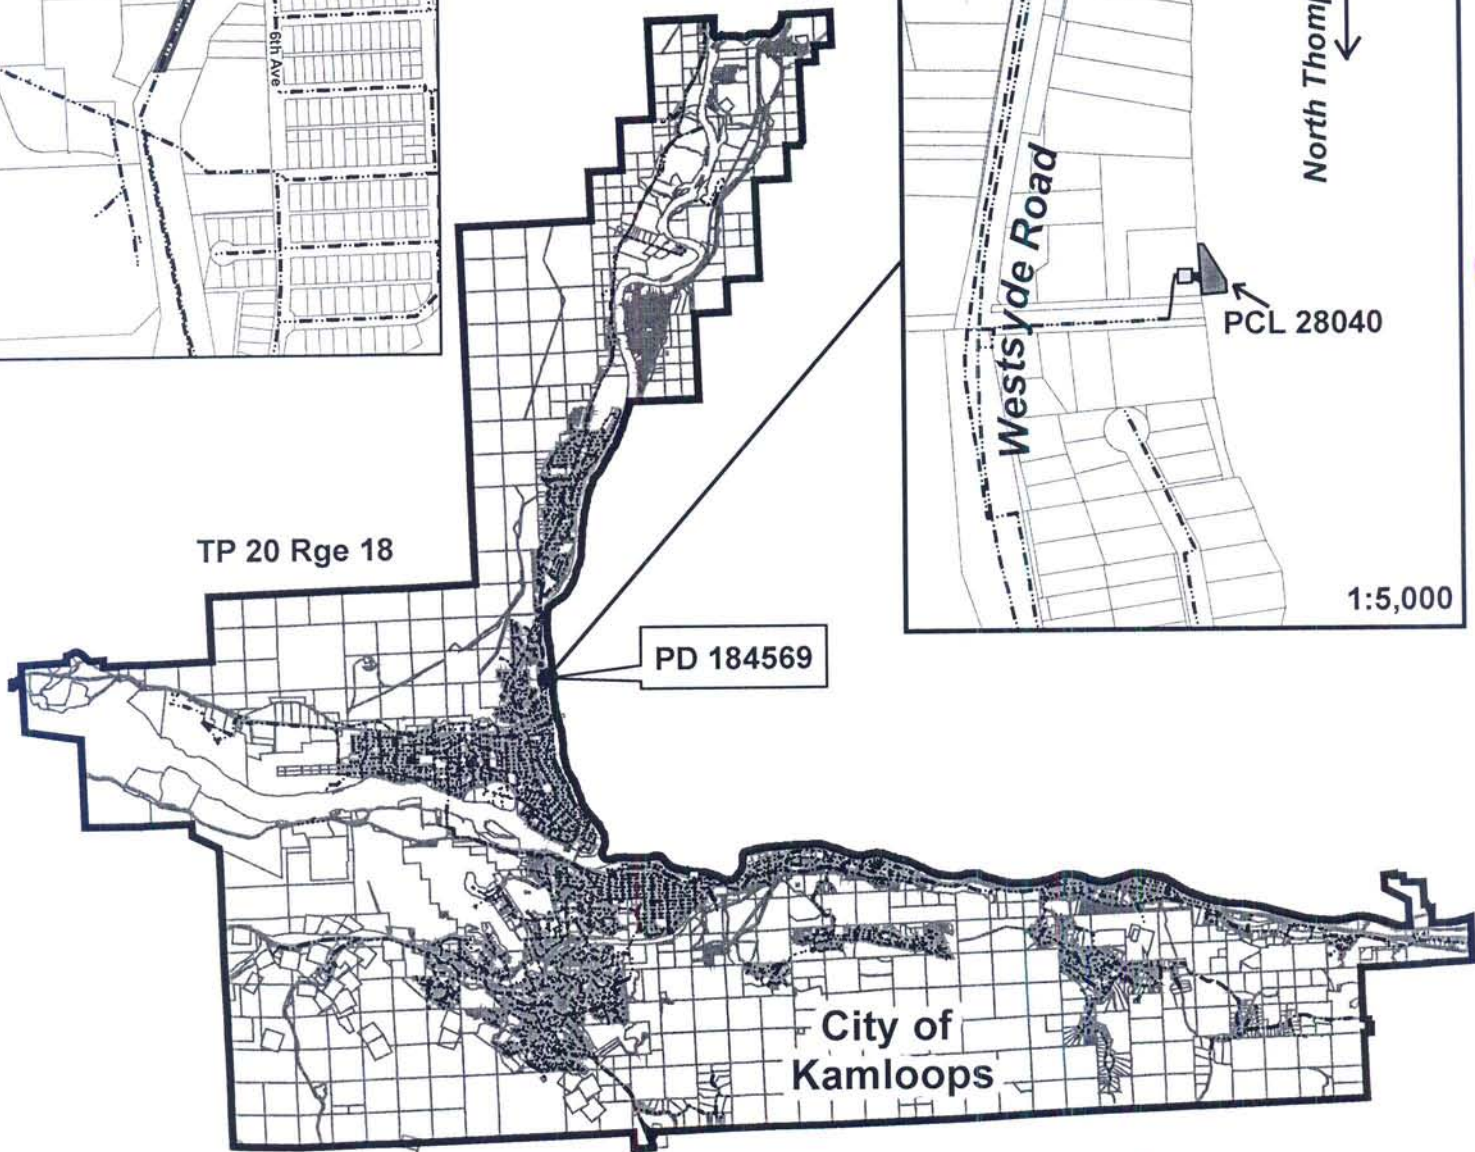 6th Ave
North Thomp
Westsyde Road
PCL 28040
1:5,000
TP 20 Rge 18
PD 184569
City of
Kamloops